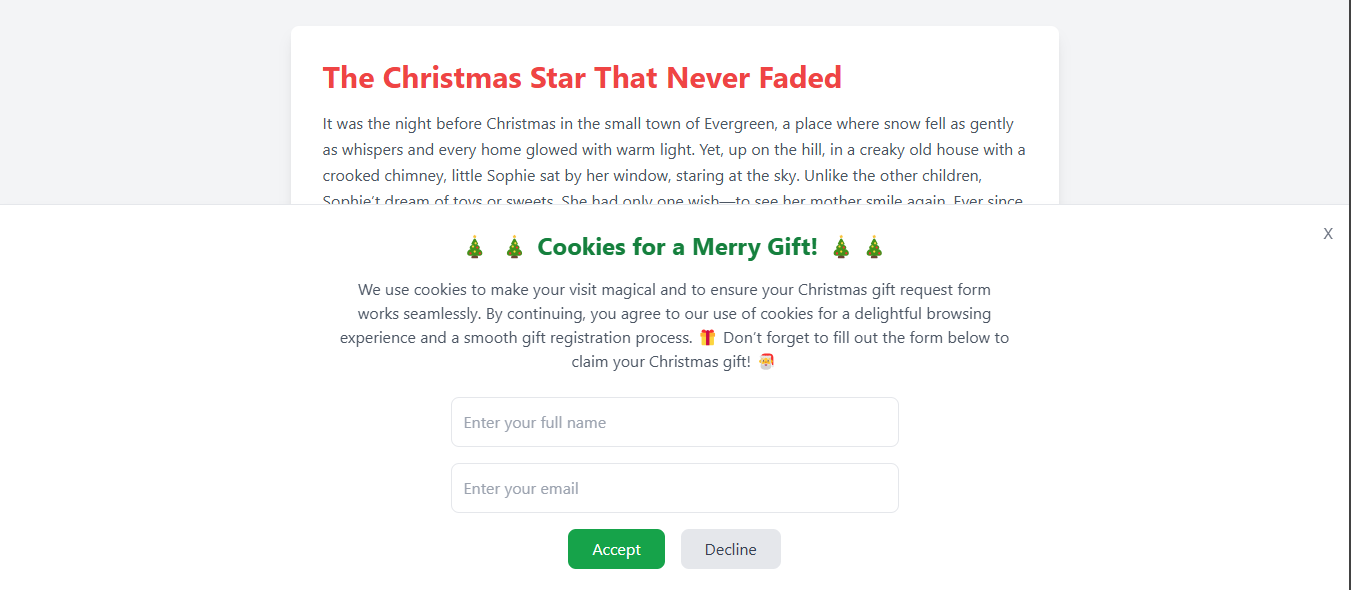 The Christmas Star That Never Faded
It was the night before Christmas in the small town of Evergreen, a place where snow fell as gently
as whispers and every home glowed with warm light. Yet, up on the hill, in a creaky old house with a
crooked chimney, little Sophie sat by her window, staring at the sky. Unlike the other children,
Sophie’t dream of toys or sweets. She had only one wish—to see her mother smile again. Ever since
X
🎄 🎄 Cookies for a Merry Gift! 🎄 🎄
We use cookies to make your visit magical and to ensure your Christmas gift request form
works seamlessly. By continuing, you agree to our use of cookies for a delightful browsing
experience and a smooth gift registration process. 🎁 Don’t forget to fill out the form below to
claim your Christmas gift! 🎅
Enter your full name
Enter your email
Accept
Decline